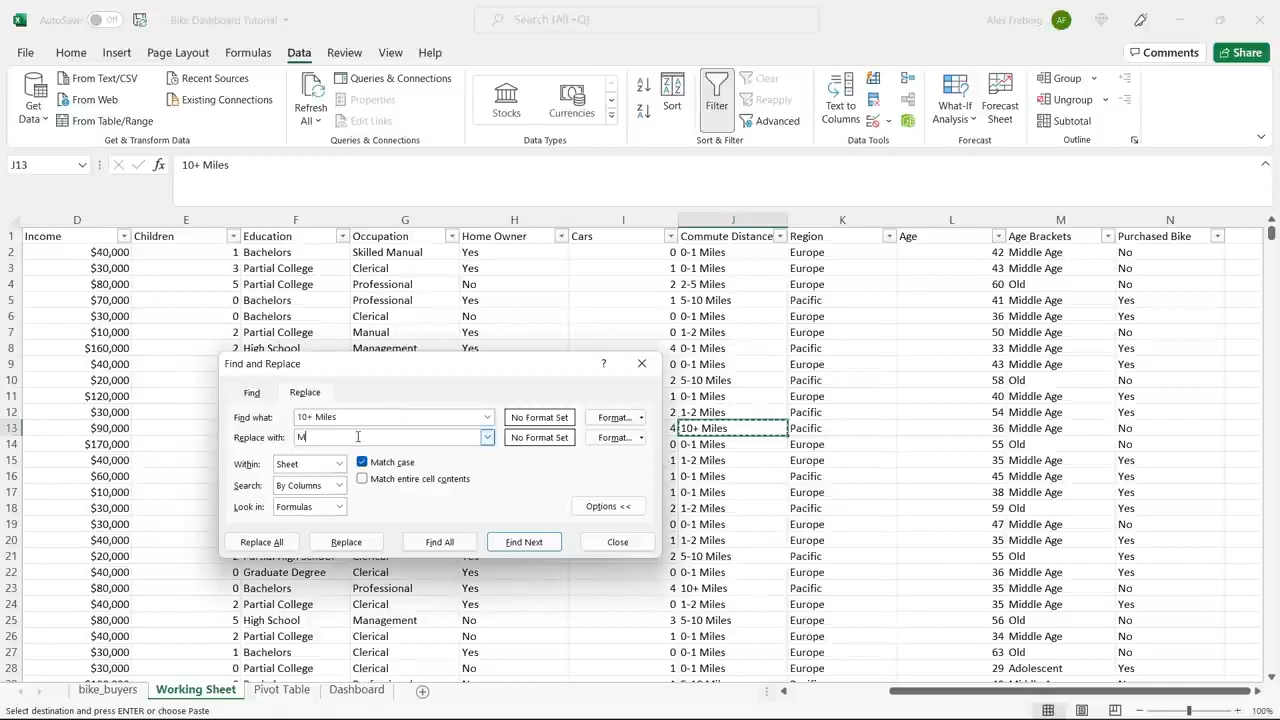 AutoSave Off Bike Dashboard Tutorial Search (Alt+Q) Alex Freberg AF
File Home Insert Page Layout Formulas Data Review View Help Comments Share
Get Data
From Text/CSV
From Web
From Table/Range
Recent Sources
Existing Connections
Get & Transform Data
Refresh All
Queries & Connections
Properties
Edit Links
Queries & Connections
Stocks Currencies
Data Types
Sort
Filter
Clear
Reapply
Advanced
Sort & Filter
Text to Columns
Data Tools
What-If Analysis
Forecast Sheet
Forecast
Group
Ungroup
Subtotal
Outline
J13 fx 10+ Miles
D E F G H I J K L M N
1 Income Children Education Occupation Home Owner Cars Commute Distance Region Age Age Brackets Purchased Bike
2 $40,000 1 Bachelors Skilled Manual Yes 0 0-1 Miles Europe 42 Middle Age No
3 $30,000 3 Partial College Clerical Yes 1 0-1 Miles Europe 43 Middle Age No
4 $80,000 5 Partial College Professional No 2 2-5 Miles Europe 60 Old No
5 $70,000 0 Bachelors Professional Yes 1 5-10 Miles Pacific 41 Middle Age Yes
6 $30,000 0 Bachelors Clerical No 0 0-1 Miles Europe 36 Middle Age Yes
7 $10,000 2 Partial College Manual Yes 0 1-2 Miles Europe 50 Middle Age No
8 $160,000 2 High School Management Yes 4 0-1 Miles Pacific 33 Middle Age Yes
9 $40,000 0 0-1 Miles Europe 43 Middle Age Yes
10 $20,000 2 5-10 Miles Pacific 58 Old No
11 $120,000 1 0-1 Miles Europe 40 Middle Age Yes
12 $30,000 2 1-2 Miles Pacific 54 Middle Age Yes
13 $90,000 4 10+ Miles Pacific 36 Middle Age No
14 $170,000 0 0-1 Miles Europe 55 Old No
15 $40,000 1 1-2 Miles Europe 35 Middle Age Yes
16 $60,000 1 0-1 Miles Pacific 45 Middle Age Yes
17 $10,000 1 0-1 Miles Europe 38 Middle Age Yes
18 $30,000 2 1-2 Miles Pacific 59 Old Yes
19 $30,000 0 0-1 Miles Europe 47 Middle Age No
20 $40,000 1 1-2 Miles Europe 35 Middle Age Yes
21 $20,000 2 5-10 Miles Pacific 55 Old Yes
22 $40,000 0 Graduate Degree Clerical Yes 0 0-1 Miles Europe 36 Middle Age Yes
23 $80,000 0 Bachelors Professional Yes 4 10+ Miles Pacific 35 Middle Age No
24 $40,000 2 Partial College Clerical Yes 0 1-2 Miles Europe 35 Middle Age Yes
25 $80,000 5 High School Management No 3 5-10 Miles Europe 56 Old No
26 $40,000 2 Partial College Clerical No 1 0-1 Miles Europe 34 Middle Age No
27 $30,000 1 Bachelors Clerical Yes 0 0-1 Miles Europe 63 Old No
28 $30,000 0 Partial College Clerical No 1 0-1 Miles Europe 29 Adolescent Yes
Find and Replace ?
Find Replace
Find what: 10+ Miles No Format Set Format...
Replace with: M No Format Set Format...
Within: Sheet Match case
Search: By Columns Match entire cell contents
Look in: Formulas Options <<
Replace All Replace Find All Find Next Close
bike_buyers Working Sheet Pivot Table Dashboard
Select destination and press ENTER or choose Paste 100%